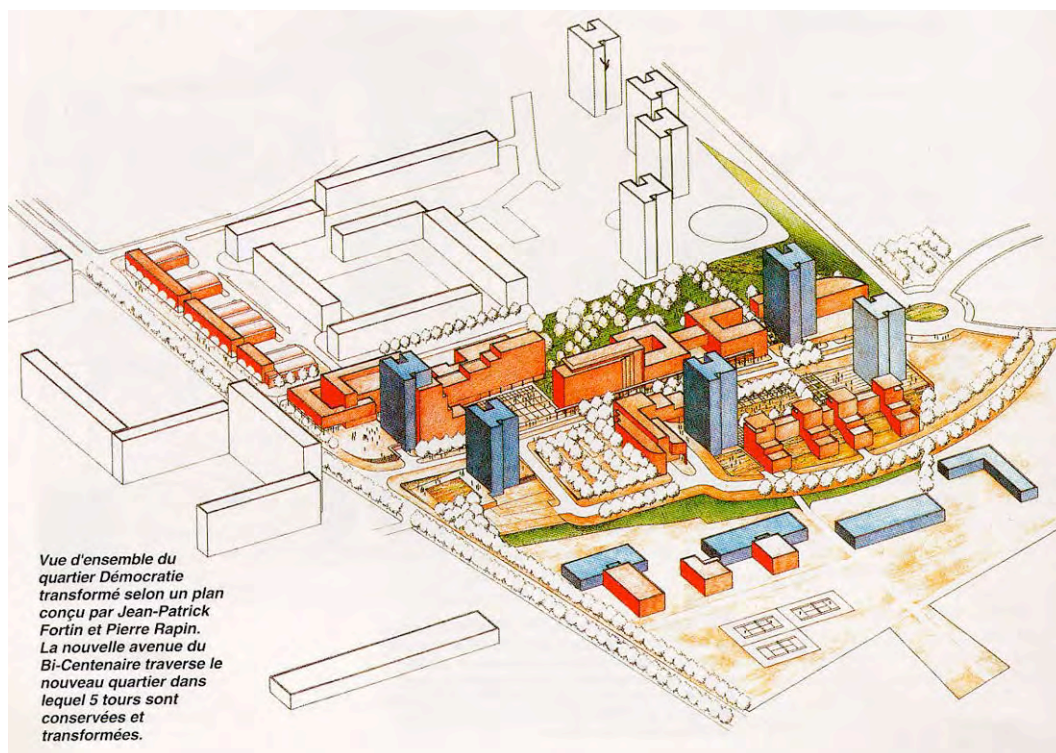 Vue d'ensemble du
quartier Démocratie
transformé selon un plan
conçu par Jean-Patrick
Fortin et Pierre Rapin.
La nouvelle avenue du
Bi-Centenaire traverse le
nouveau quartier dans
lequel 5 tours sont
conservées et
transformées.